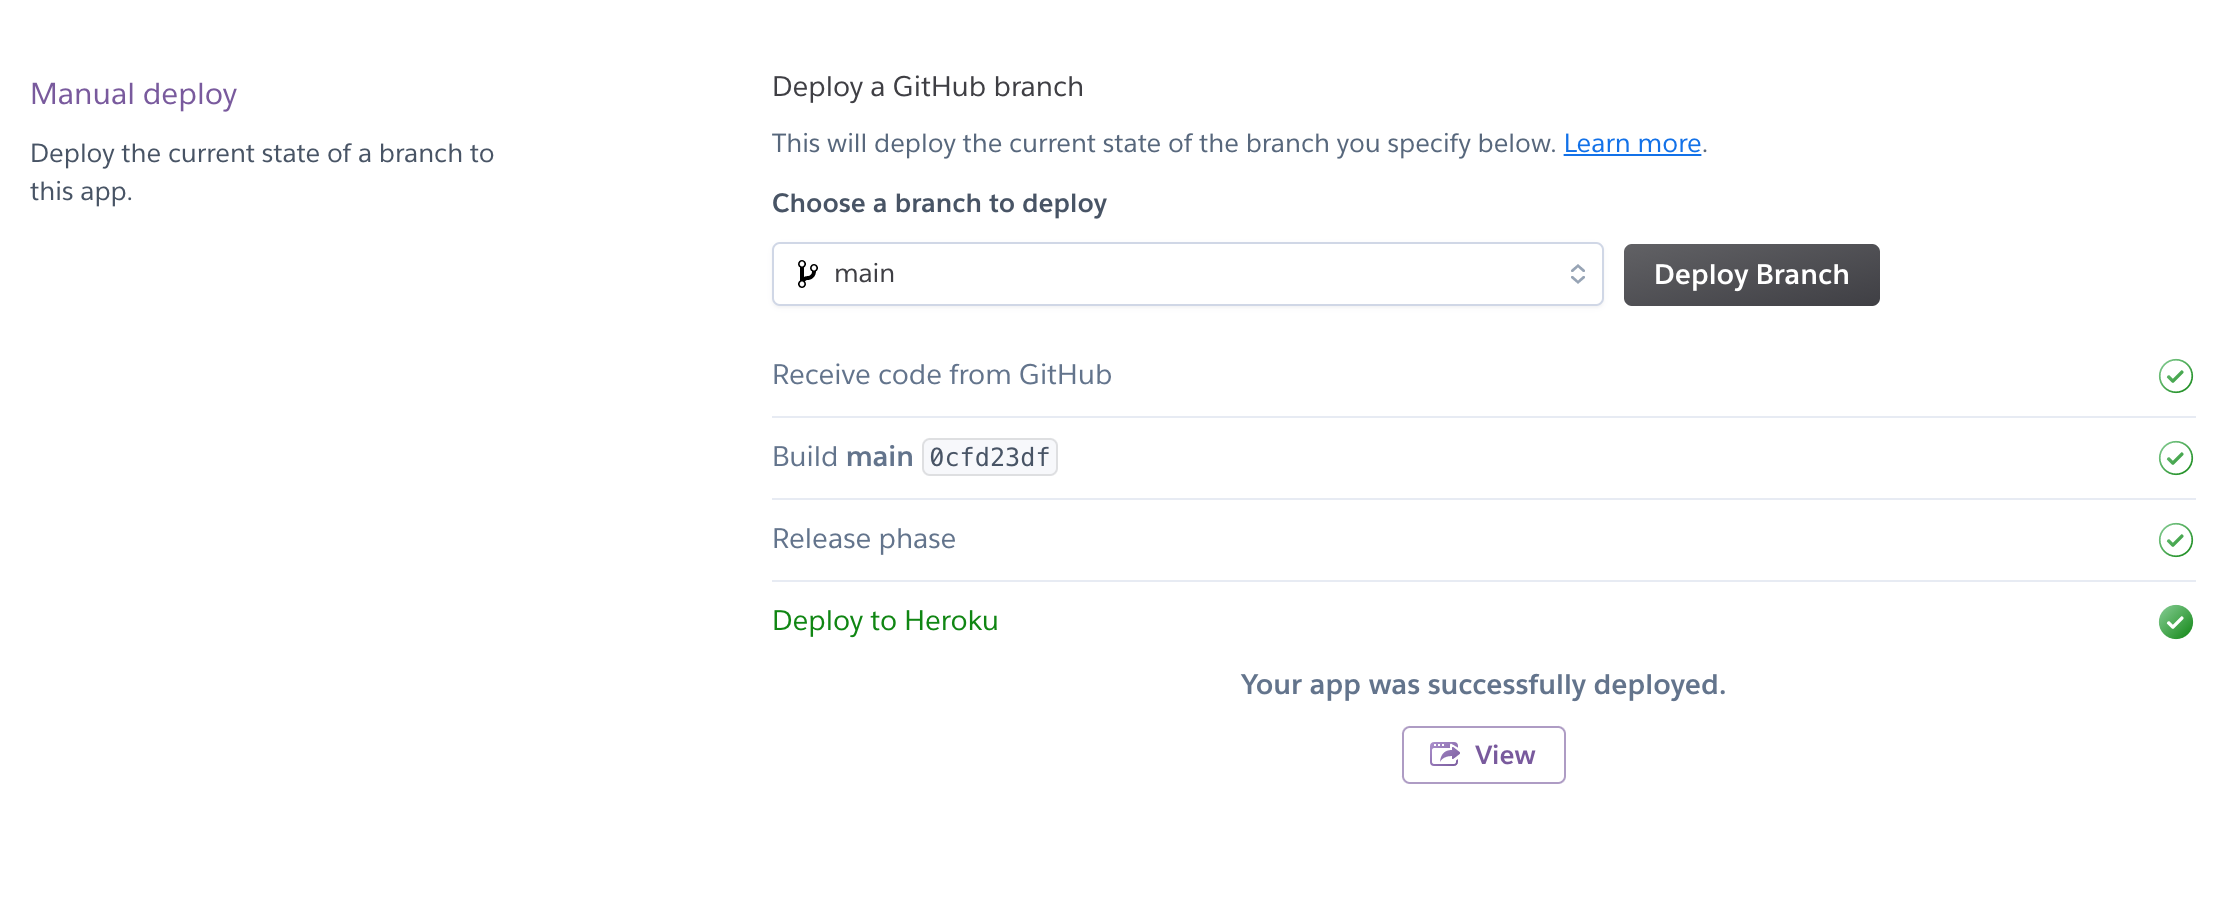 Manual deploy
Deploy the current state of a branch to
this app.
Deploy a GitHub branch
This will deploy the current state of the branch you specify below. Learn more.
Choose a branch to deploy
main
Deploy Branch
Receive code from GitHub
Build main 0cfd23df
Release phase
Deploy to Heroku
Your app was successfully deployed.
View